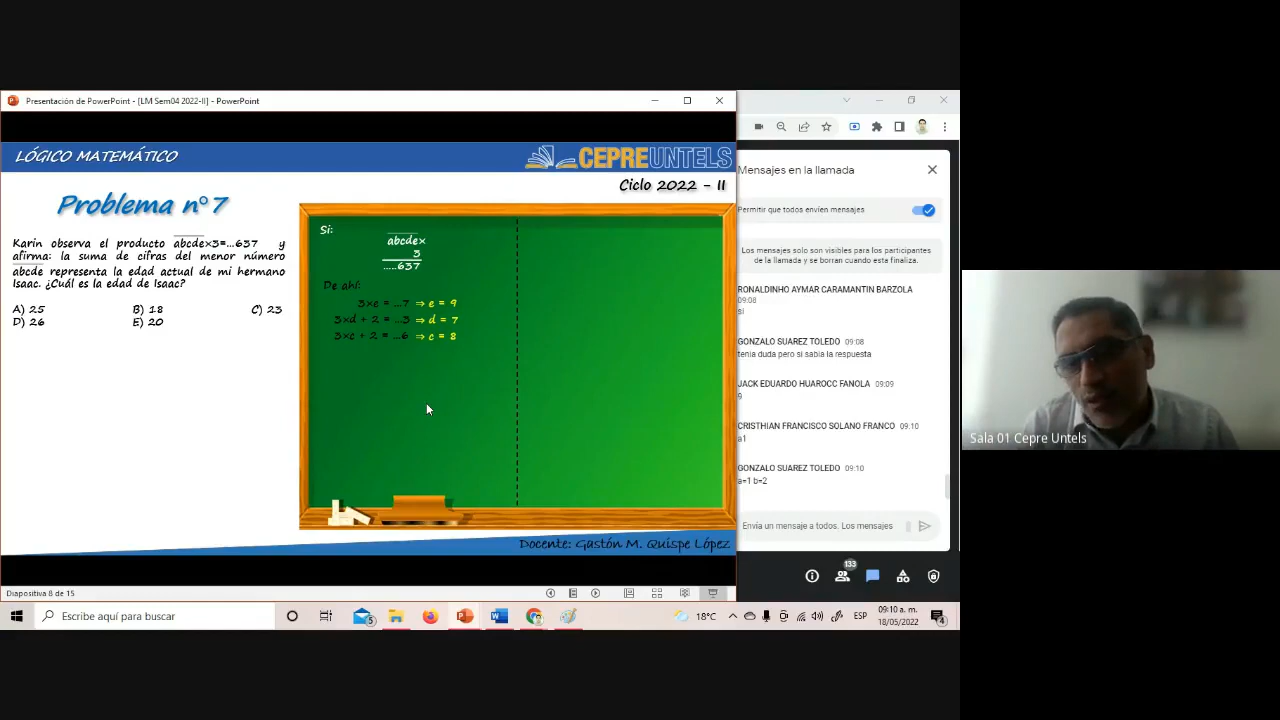 Presentación de PowerPoint - [LM Sem04 2022-II] - PowerPoint
LÓGICO MATEMÁTICO
CEPREUNTELS
Ciclo 2022 - II
Problema n° 7
Karin observa el producto abcdex3=...637 y
afirma: la suma de cifras del menor número
abcde representa la edad actual de mi hermano
Isaac. ¿Cuál es la edad de Isaac?
A) 25 B) 18 C) 23
D) 26 E) 20
Si:
abcdex
3
.....637
De ahí:
3xe = ...7 ⇒ e = 9
3xd + 2 = ...3 ⇒ d = 7
3xc + 2 = ...6 ⇒ c = 8
Docente: Gastón M. Quispe López
Diapositiva 8 de 15
Mensajes en la llamada
Permitir que todos envíen mensajes
Los mensajes solo son visibles para los participantes
de la llamada y se borran cuando esta finaliza.
RONALDINHO AYMAR CARAMANTIN BARZOLA
09:08
si
GONZALO SUAREZ TOLEDO 09:08
tenia duda pero si sabia la respuesta
JACK EDUARDO HUAROCC FANOLA 09:09
9
CRISTHIAN FRANCISCO SOLANO FRANCO 09:10
a1
GONZALO SUAREZ TOLEDO 09:10
a=1 b=2
Envía un mensaje a todos. Los mensajes
133
Sala 01 Cepre Untels
Escribe aquí para buscar
5
18°C
ESP
09:10 a. m.
18/05/2022
4